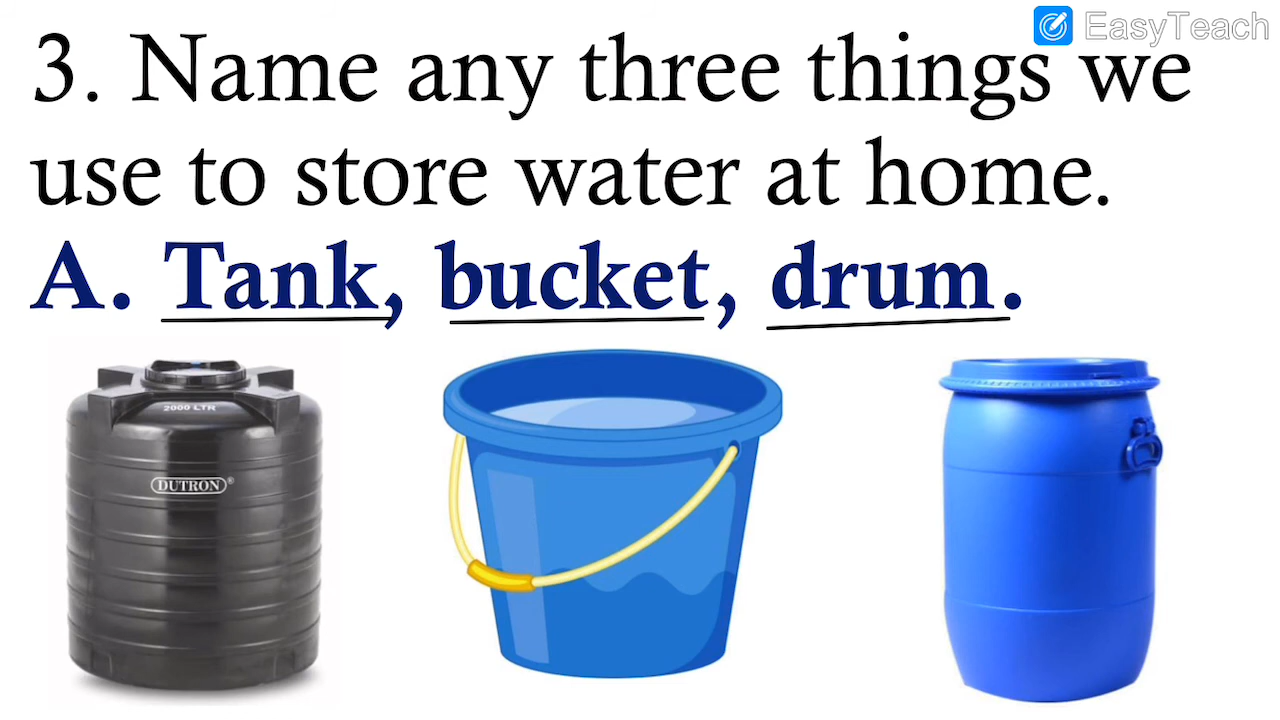 EasyTeach
3. Name any three things we
use to store water at home.
A. Tank, bucket, drum.
2000 LTR
DUTRON®